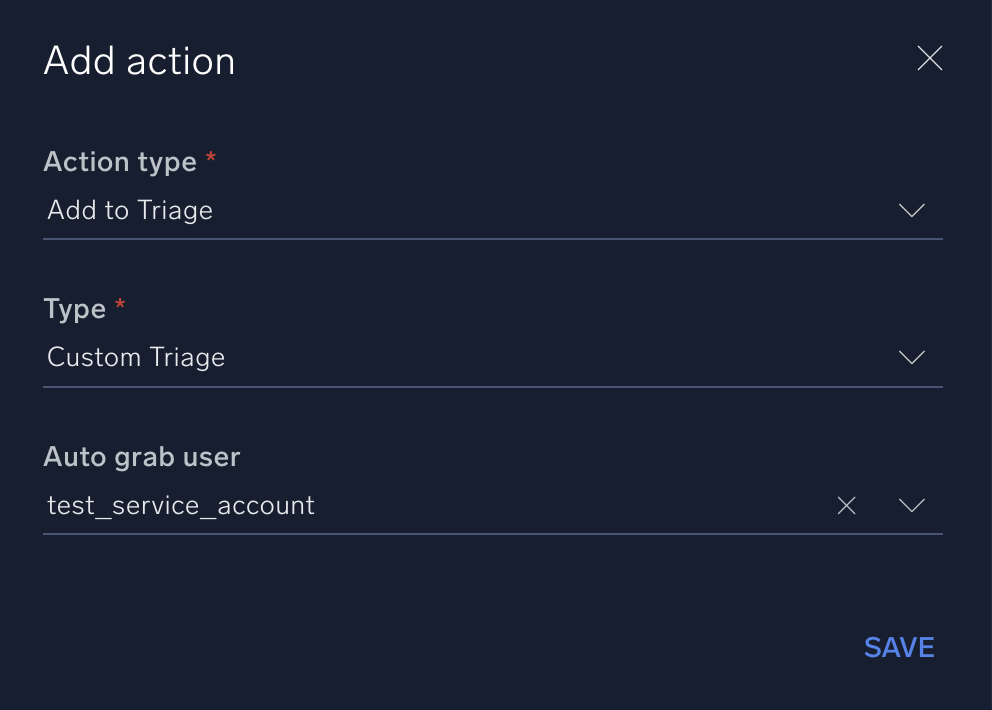 Add action
Action type *
Add to Triage
Type *
Custom Triage
Auto grab user
test_service_account
SAVE